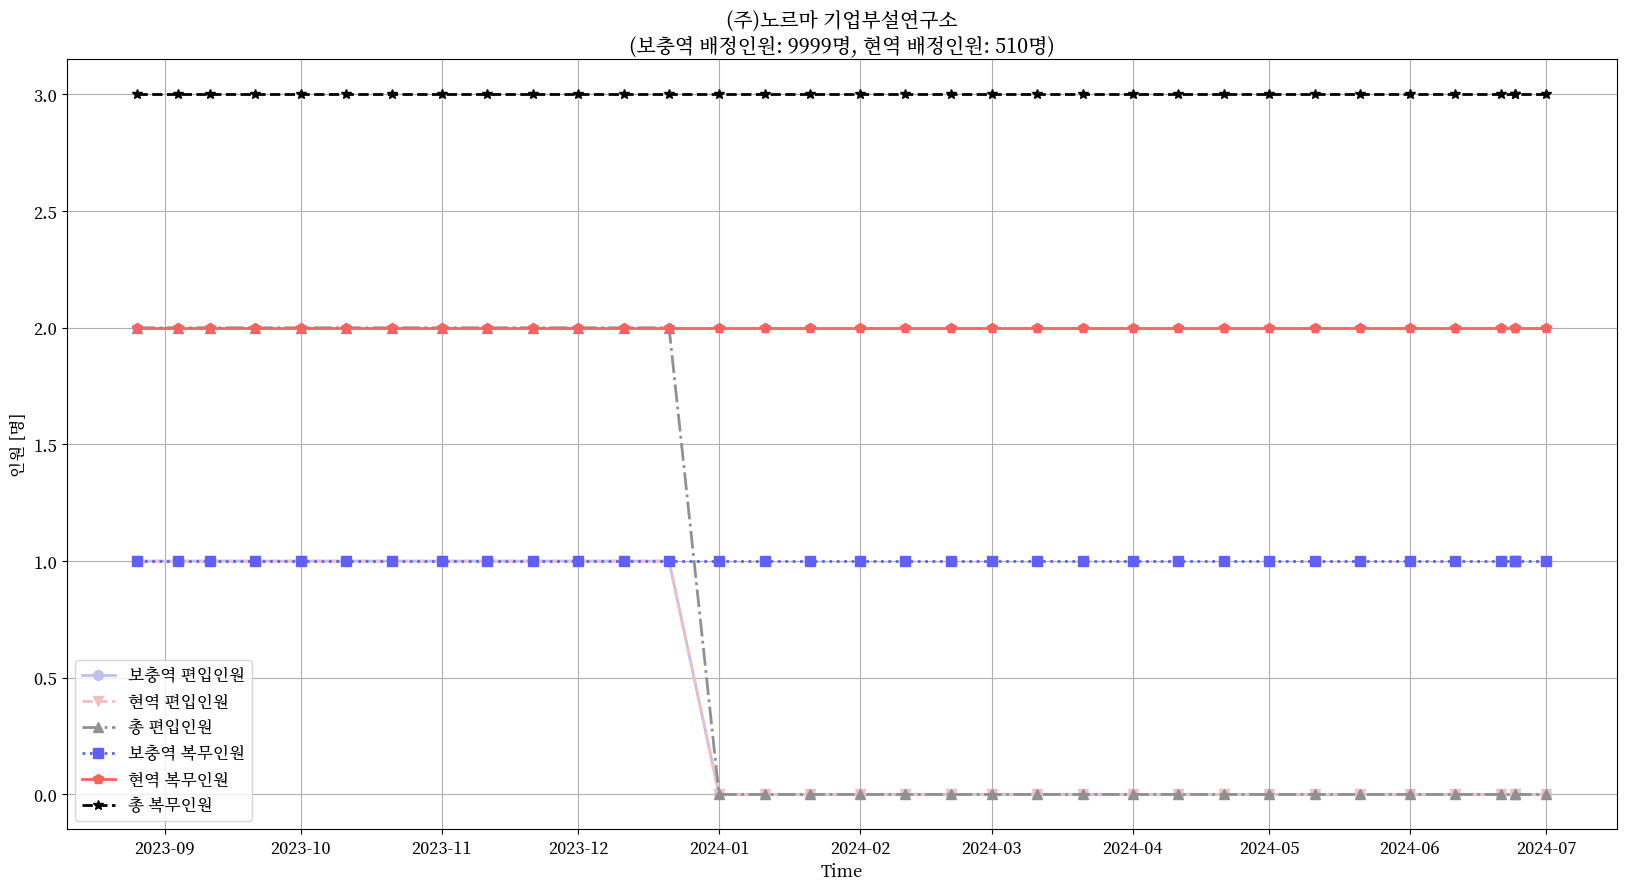 (주)노르마 기업부설연구소
(보충역 배정인원: 9999명, 현역 배정인원: 510명)
인원 [명]
3.0
2.5
2.0
1.5
1.0
0.5
0.0
보충역 편입인원
현역 편입인원
총 편입인원
보충역 복무인원
현역 복무인원
총 복무인원
2023-09 2023-10 2023-11 2023-12 2024-01 2024-02 2024-03 2024-04 2024-05 2024-06 2024-07
Time